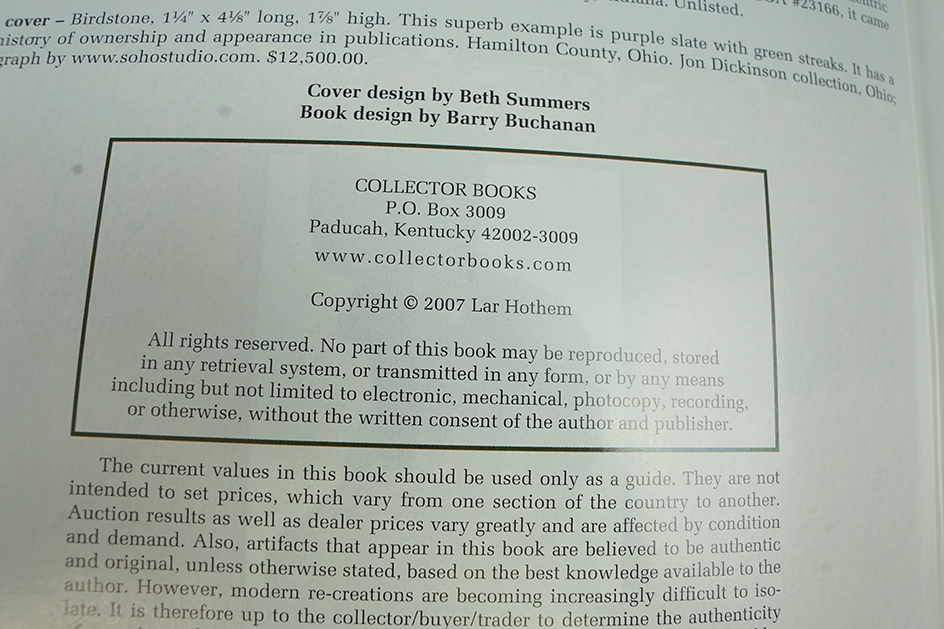 Unlisted.
#23166, it came
cover – Birdstone, 1¼" x 4⅛" long, 1⅞" high. This superb example is purple slate with green streaks. It has a
history of ownership and appearance in publications. Hamilton County, Ohio. Jon Dickinson collection, Ohio;
graph by www.sohostudio.com. $12,500.00.
Cover design by Beth Summers
Book design by Barry Buchanan
COLLECTOR BOOKS
P.O. Box 3009
Paducah, Kentucky 42002-3009
www.collectorbooks.com
Copyright © 2007 Lar Hothem
All rights reserved. No part of this book may be reproduced, stored
in any retrieval system, or transmitted in any form, or by any means
including but not limited to electronic, mechanical, photocopy, recording,
or otherwise, without the written consent of the author and publisher.
The current values in this book should be used only as a guide. They are not
intended to set prices, which vary from one section of the country to another.
Auction results as well as dealer prices vary greatly and are affected by condition
and demand. Also, artifacts that appear in this book are believed to be authentic
and original, unless otherwise stated, based on the best knowledge available to the
author. However, modern re-creations are becoming increasingly difficult to iso-
late. It is therefore up to the collector/buyer/trader to determine the authenticity